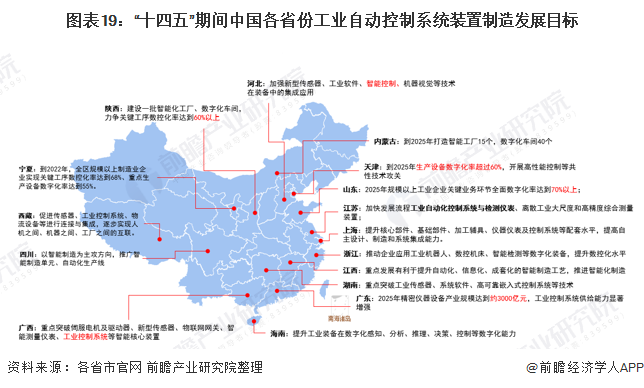 图表19：“十四五”期间中国各省份工业自动控制系统装置制造发展目标
河北：加强新型传感器、工业软件、智能控制、机器视觉等技术
在装备中的集成应用
陕西：建设一批智能化工厂、数字化车间，
力争关键工序数控化率达到60%以上
内蒙古：到2025年打造智能工厂15个，数字化车间40个
天津：到2025年生产设备数字化率超过60%，开展高性能控制等共
性技术攻关
宁夏：到2022年，全区规模以上制造业企
业实现关键工序数控化率达到68%、重点生
产设备数字化率达到55%。
山东：2025年规模以上工业企业关键业务环节全面数字化率达到70%以上；
江苏：加快发展流程工业自动化控制系统与检测仪表、离散工业大尺度和高精度综合测量
装置；
西藏：促进传感器、工业控制系统、物
流设备等进行连接与集成，逐步实现人
机之间、机器之间、工厂之间的互联。
上海：提升核心部件、基础部件、加工辅具、仪器仪表及控制系统等配套水平，提高自
主设计、制造和系统集成能力。
四川：以智能制造为主攻方向，推广智
能制造单元、自动化生产线
浙江：推动企业应用工业机器人、数控机床、智能检测等数字化装备，提升数控化水平
江西：重点发展有利于提升自动化、信息化、成套化的智能制造工艺，推进智能化制造
湖南：重点突破工业传感器、系统软件、高可靠嵌入式控制系统等技术
广东：2025年精密仪器设备产业规模达到约3000亿元，工业控制系统供给能力显著
增强
南海诸岛
广西：重点突破伺服电机及驱动器、新型传感器、物联网网关、智
能测量仪表、工业控制系统等智能核心装置
海南：提升工业装备在数字化感知、分析、推理、决策、控制等数字化能力
资料来源：各省市官网 前瞻产业研究院整理
@前瞻经济学人APP
前瞻产业研究院